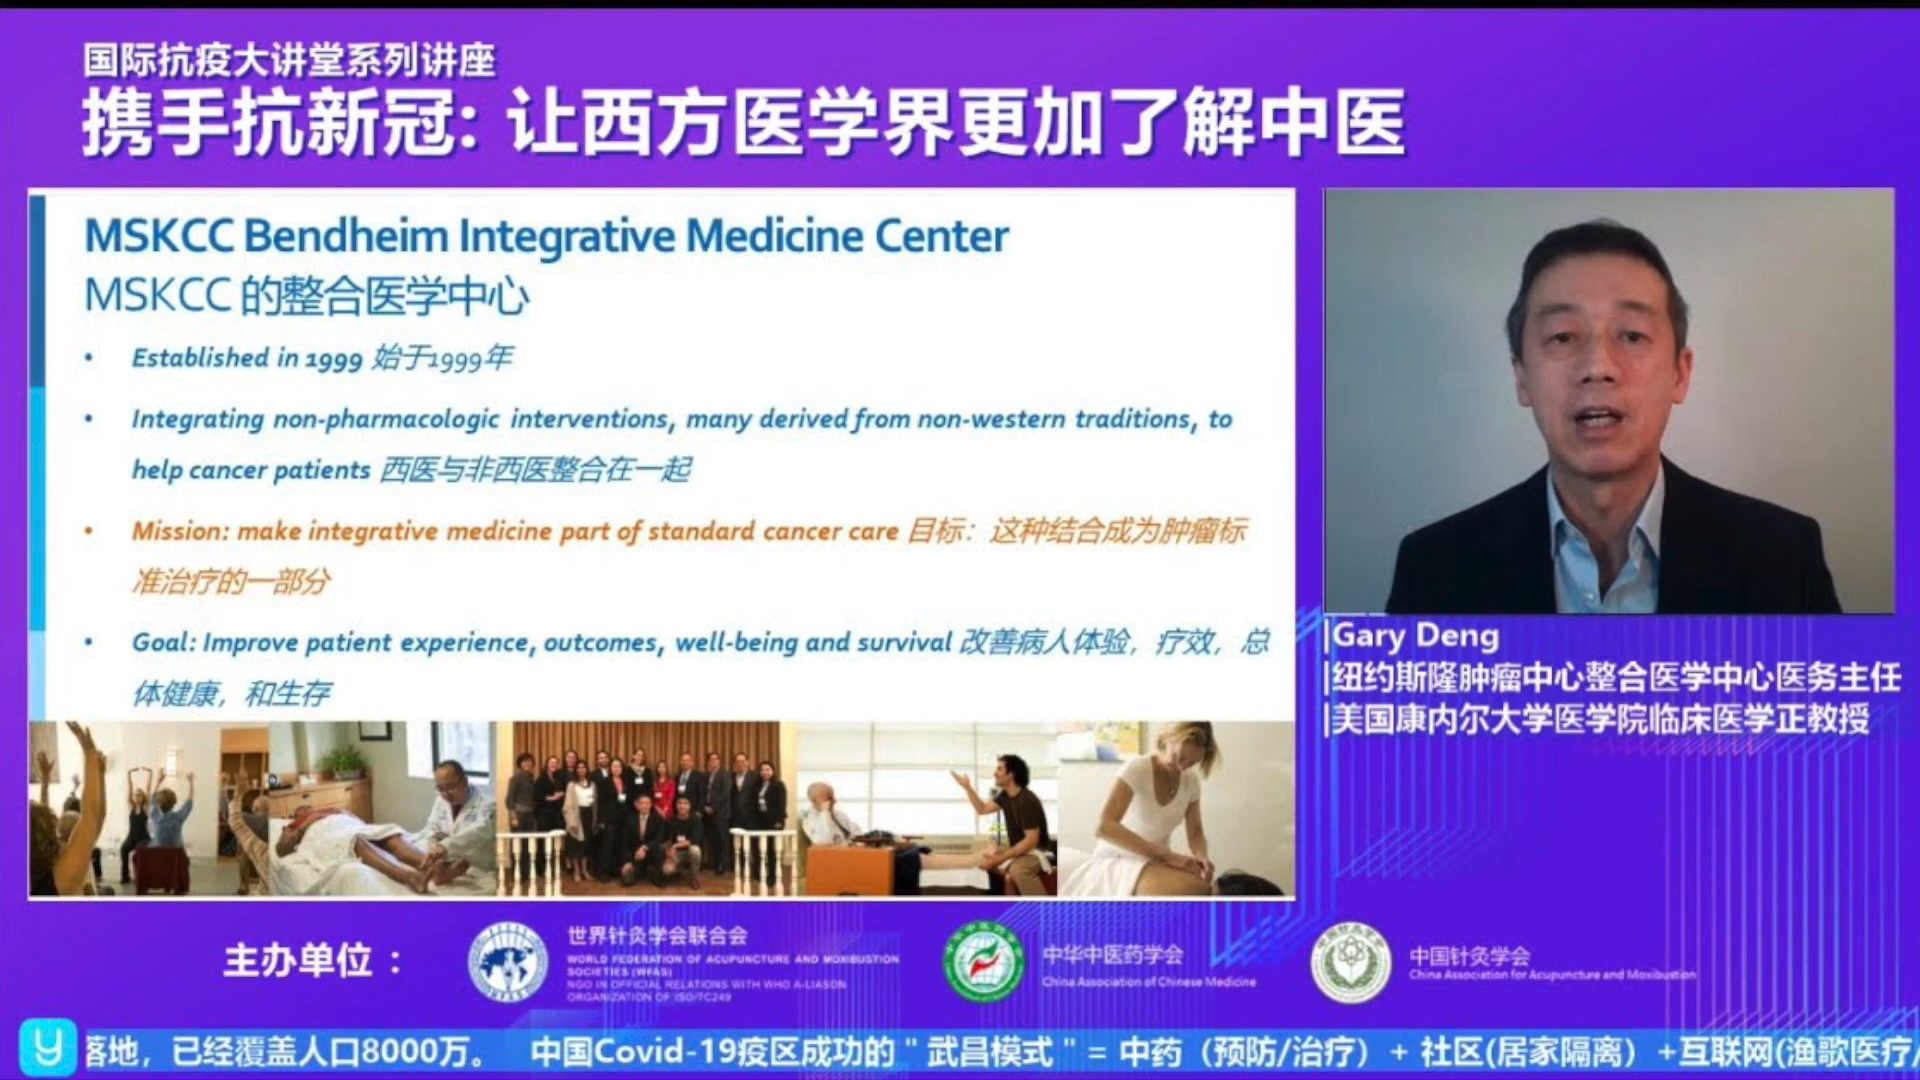 国际抗疫大讲堂系列讲座
携手抗新冠: 让西方医学界更加了解中医
MSKCC Bendheim Integrative Medicine Center
MSKCC 的整合医学中心
• Established in 1999 始于1999年
• Integrating non-pharmacologic interventions, many derived from non-western traditions, to
help cancer patients 西医与非西医整合在一起
• Mission: make integrative medicine part of standard cancer care 目标：这种结合成为肿瘤标
准治疗的一部分
• Goal: Improve patient experience, outcomes, well-being and survival 改善病人体验，疗效，总
体健康，和生存
|Gary Deng
|纽约斯隆肿瘤中心整合医学中心医务主任
|美国康内尔大学医学院临床医学正教授
主办单位 ：
世界针灸学会联合会
WORLD FEDERATION OF ACUPUNCTURE AND MOXIBUSTION
SOCIETIES (WFAS)
NGO IN OFFICIAL RELATIONS WITH WHO A-LIASON
ORGANIZATION OF ISO/TC249
中华中医药学会
China Association of Chinese Medicine
中国针灸学会
China Association for Acupuncture and Moxibustion
落地，已经覆盖人口8000万。 中国Covid-19疫区成功的 " 武昌模式 " = 中药（预防/治疗）+ 社区(居家隔离）+互联网(渔歌医疗/